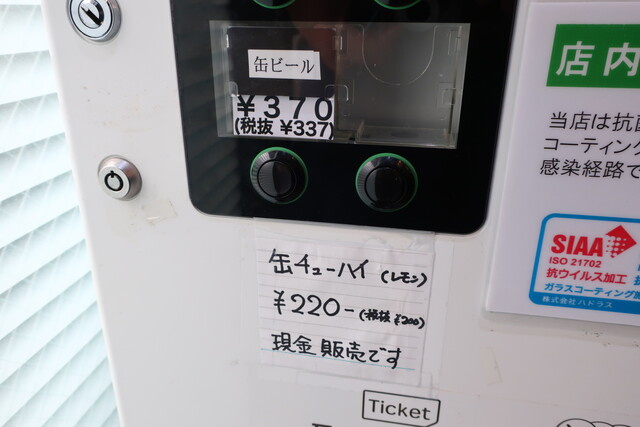 缶ビール
¥370
(税抜 ¥337)
缶チューハイ (レモン)
¥220- (税抜 ¥200)
現金販売です
Ticket
店内
当店は抗菌
コーティング
感染経路で
SIAA
ISO 21702
抗ウイルス加工
ガラスコーティング
株式会社ハドラス